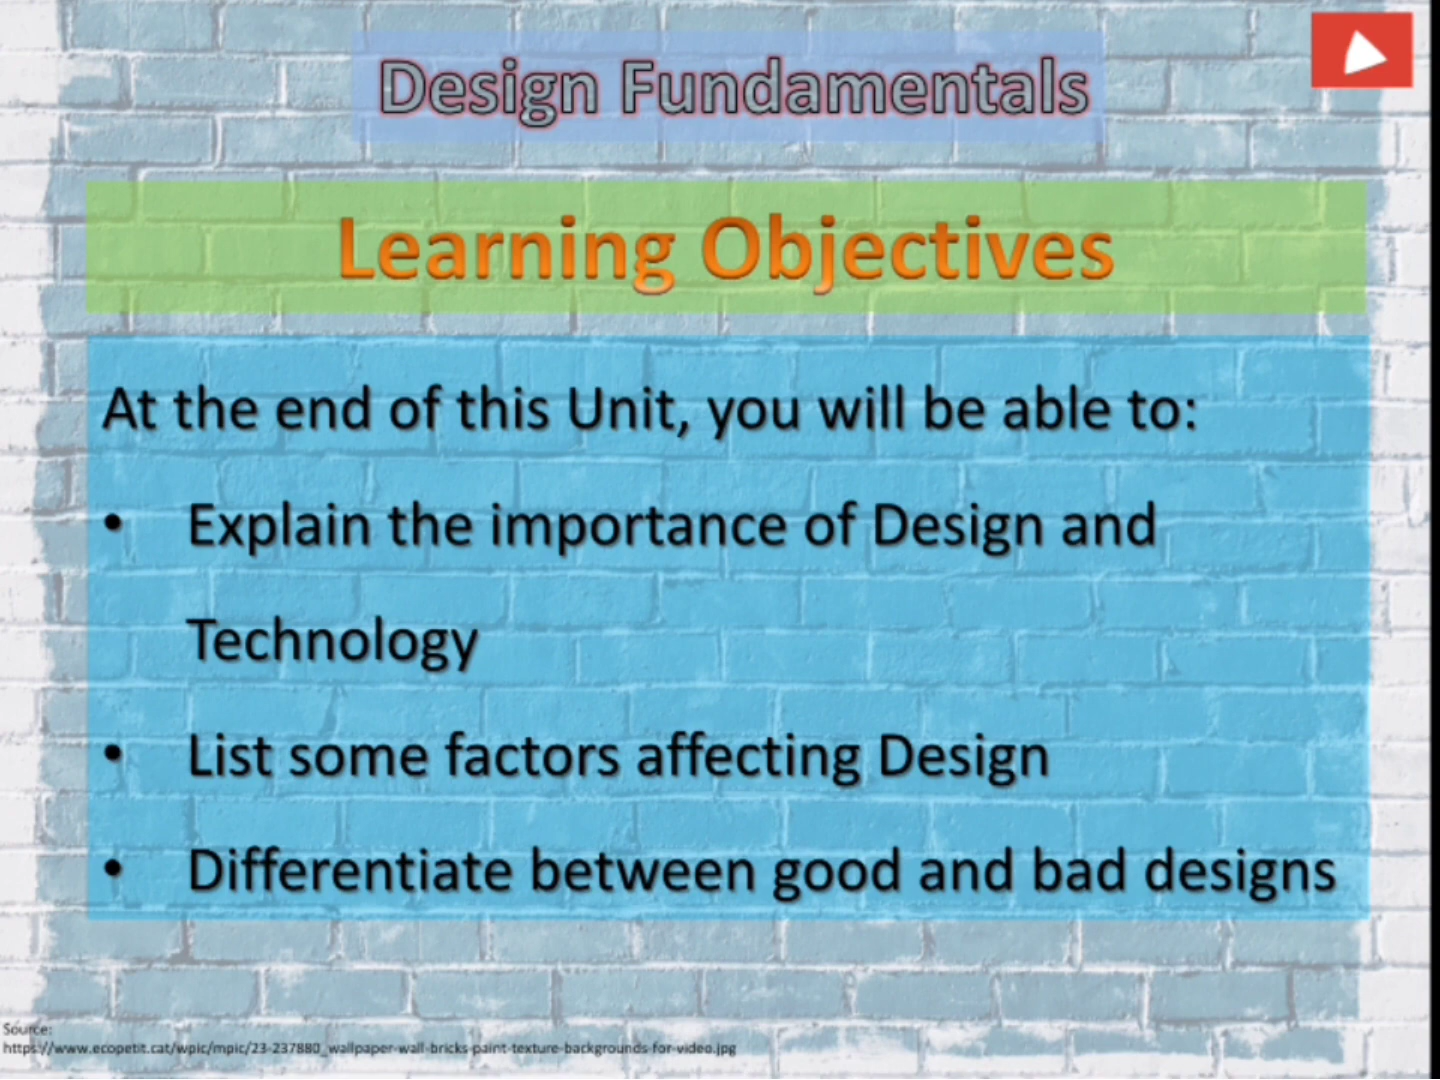 Design Fundamentals
Learning Objectives
At the end of this Unit, you will be able to:
• Explain the importance of Design and
Technology
• List some factors affecting Design
• Differentiate between good and bad designs
Source:
https://www.ecopetit.cat/wpic/mpic/23-237880_wallpaper-wall-bricks-paint-texture-backgrounds-for-video.jpg